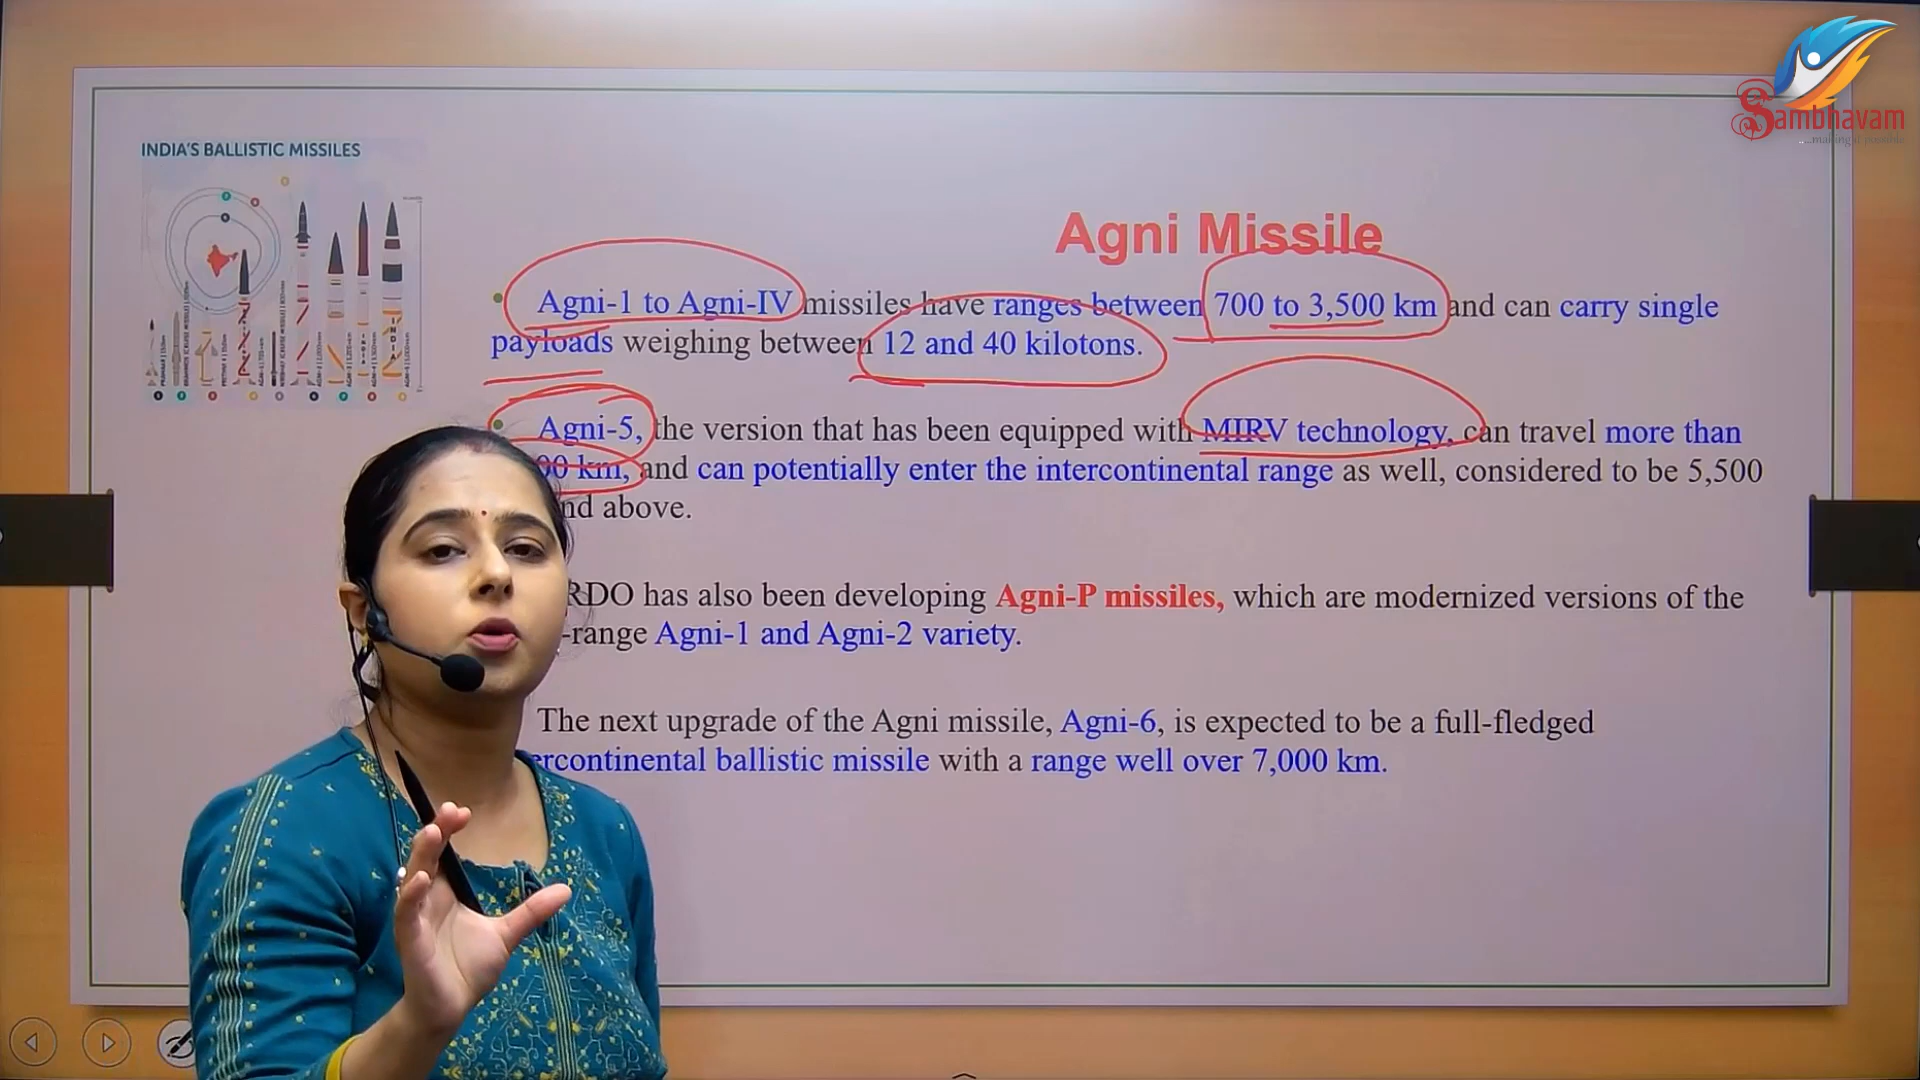 Sambhavam
INDIA'S BALLISTIC MISSILES
Agni Missile
• Agni-1 to Agni-IV missiles have ranges between 700 to 3,500 km and can carry single
payloads weighing between 12 and 40 kilotons.
• Agni-5, the version that has been equipped with MIRV technology, can travel more than
00 km, and can potentially enter the intercontinental range as well, considered to be 5,500
nd above.
RDO has also been developing Agni-P missiles, which are modernized versions of the
-range Agni-1 and Agni-2 variety.
The next upgrade of the Agni missile, Agni-6, is expected to be a full-fledged
ercontinental ballistic missile with a range well over 7,000 km.